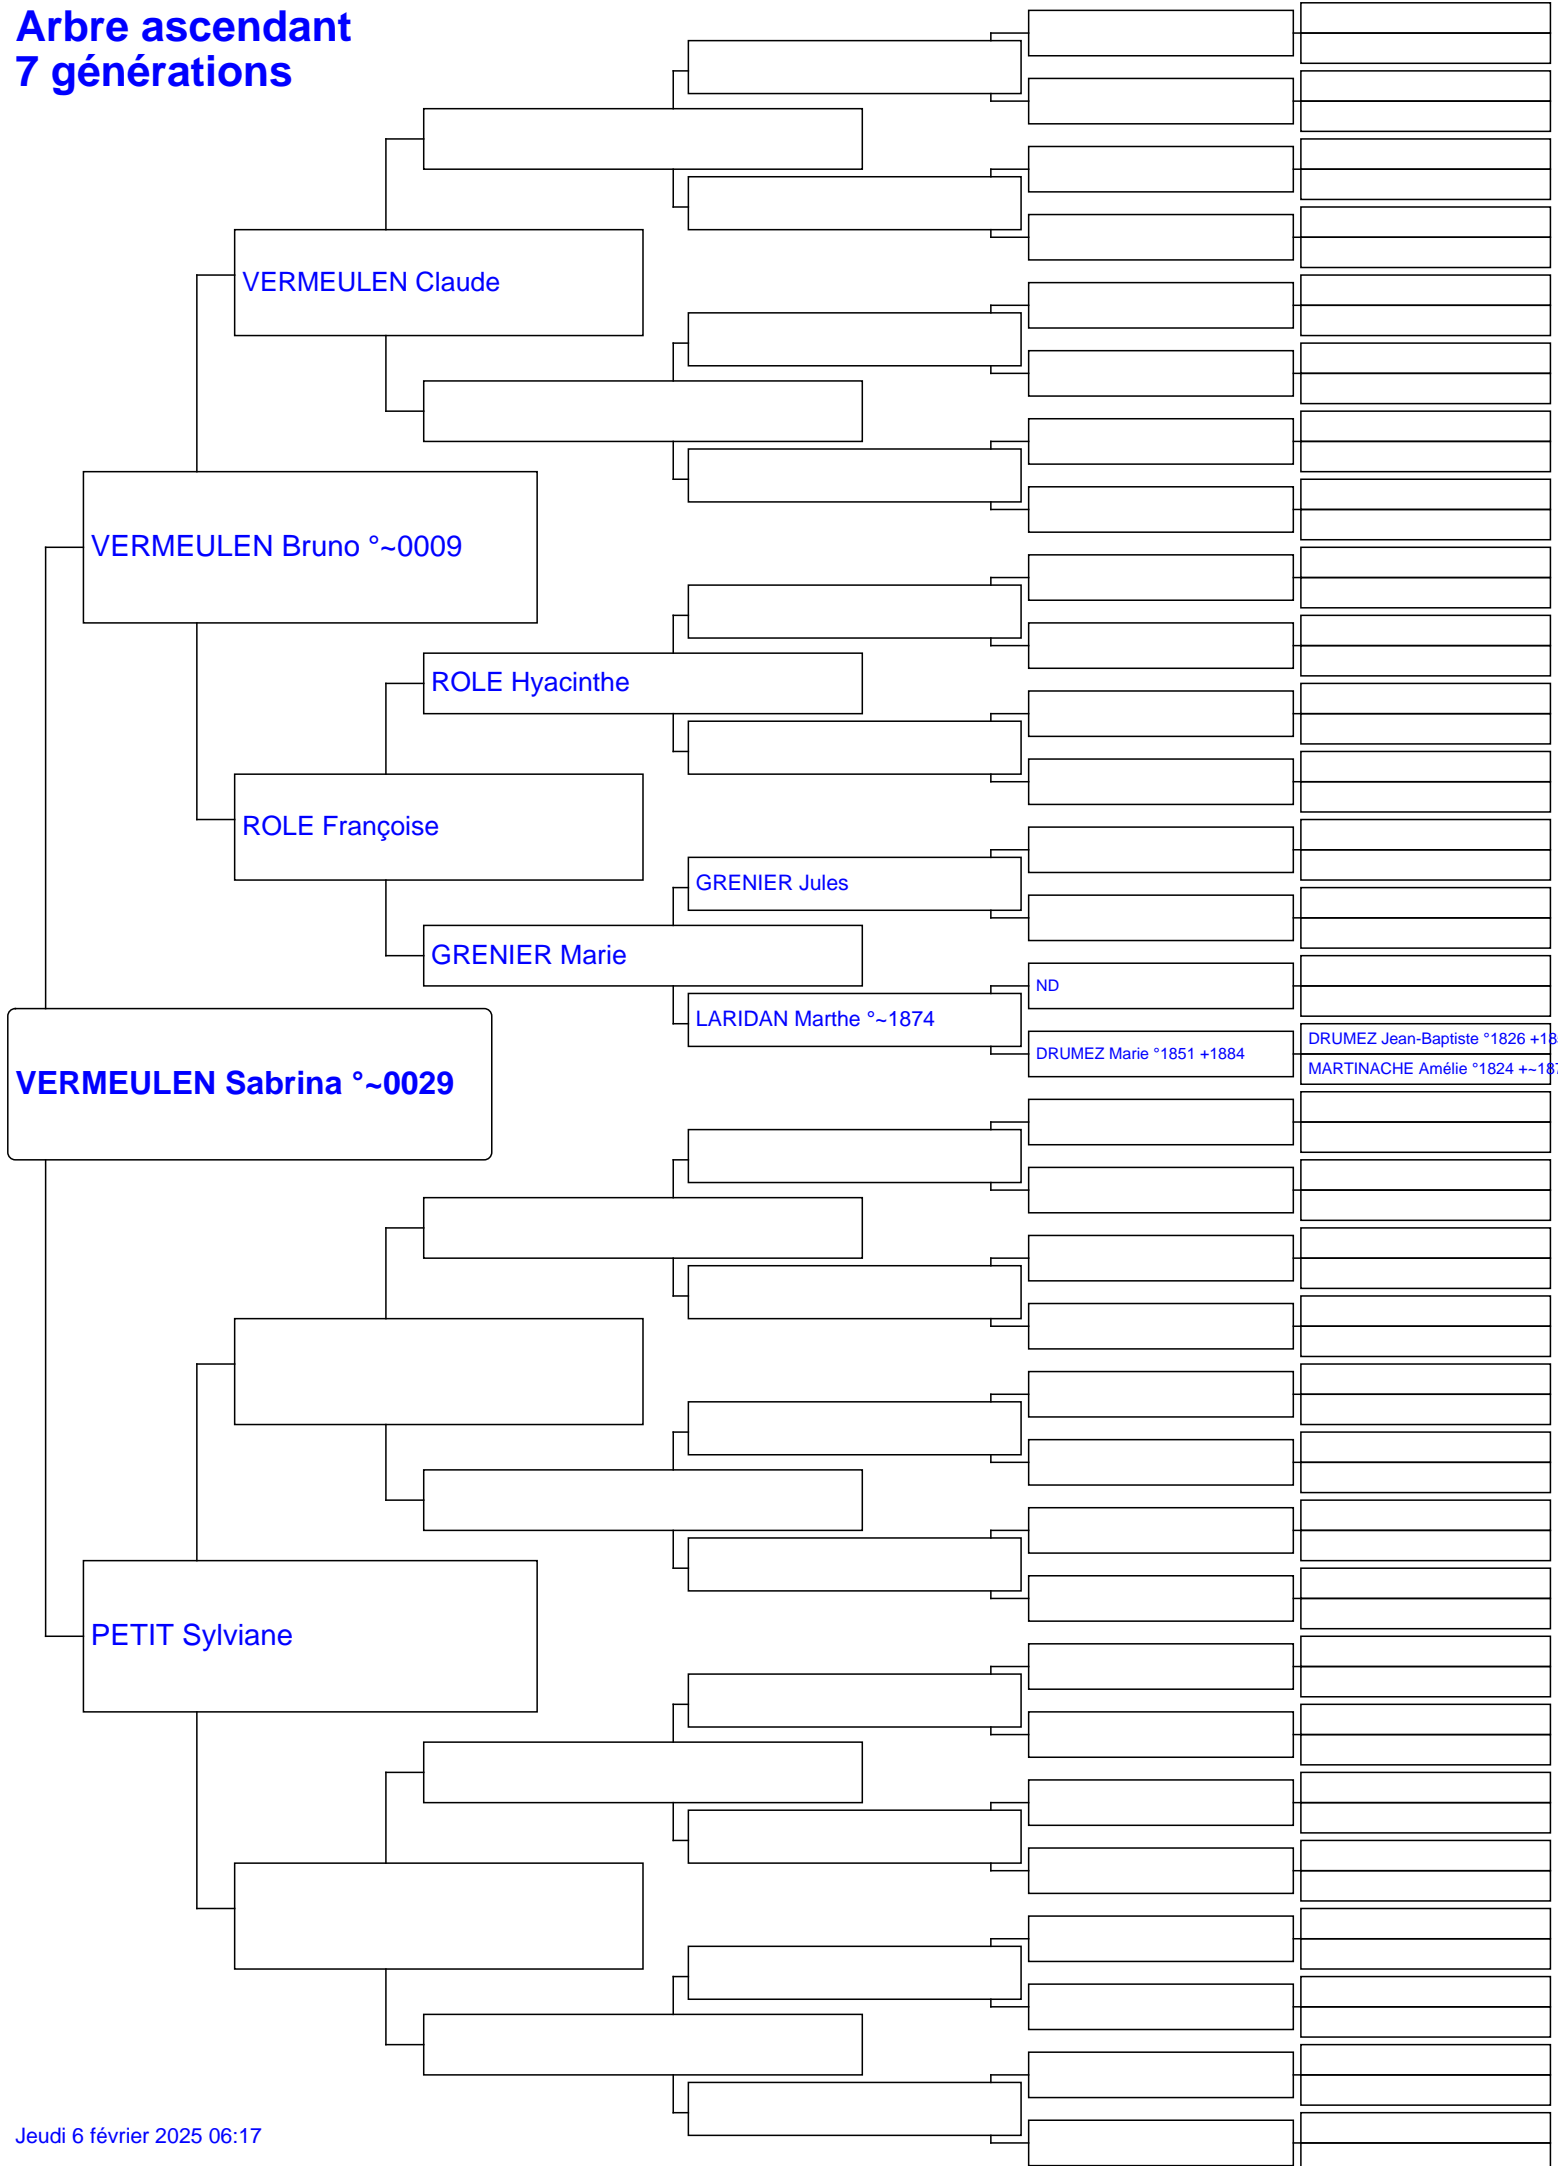 Arbre ascendant
7 générations
VERMEULEN Claude
VERMEULEN Bruno °~0009
ROLE Hyacinthe
ROLE Françoise
GRENIER Jules
GRENIER Marie
ND
LARIDAN Marthe °~1874
DRUMEZ Jean-Baptiste °1826 +18
DRUMEZ Marie °1851 +1884
MARTINACHE Amélie °1824 +~187
VERMEULEN Sabrina °~0029
PETIT Sylviane
Jeudi 6 février 2025 06:17